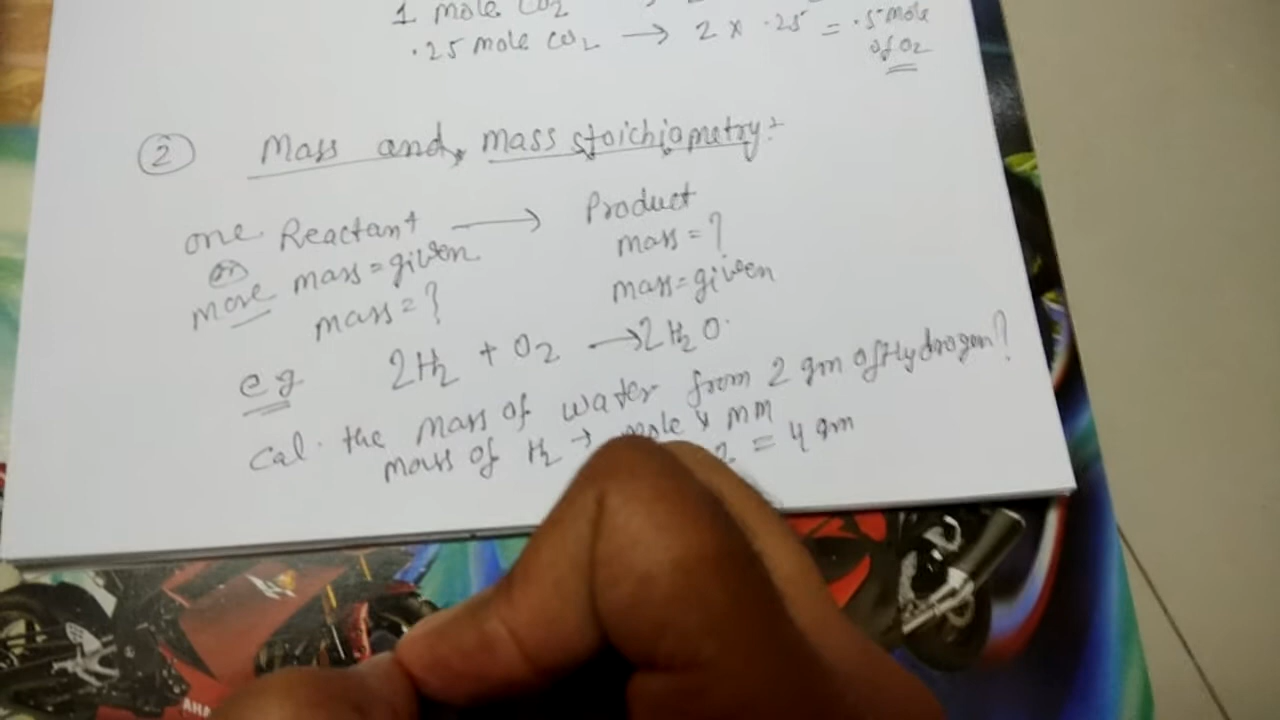 1 mole CO2
.25 mole CO2 → 2 x .25 = .5 mole
of O2
② Mass and, mass stoichiometry:
one Reactant → Product
or mass = given mass = ?
more mass = ? mass = given
eg 2H2 + O2 → 2H2O.
Cal. the mass of water from 2 gm of Hydrogen?
mass of H2 → mole x MM
2 = 4 gm